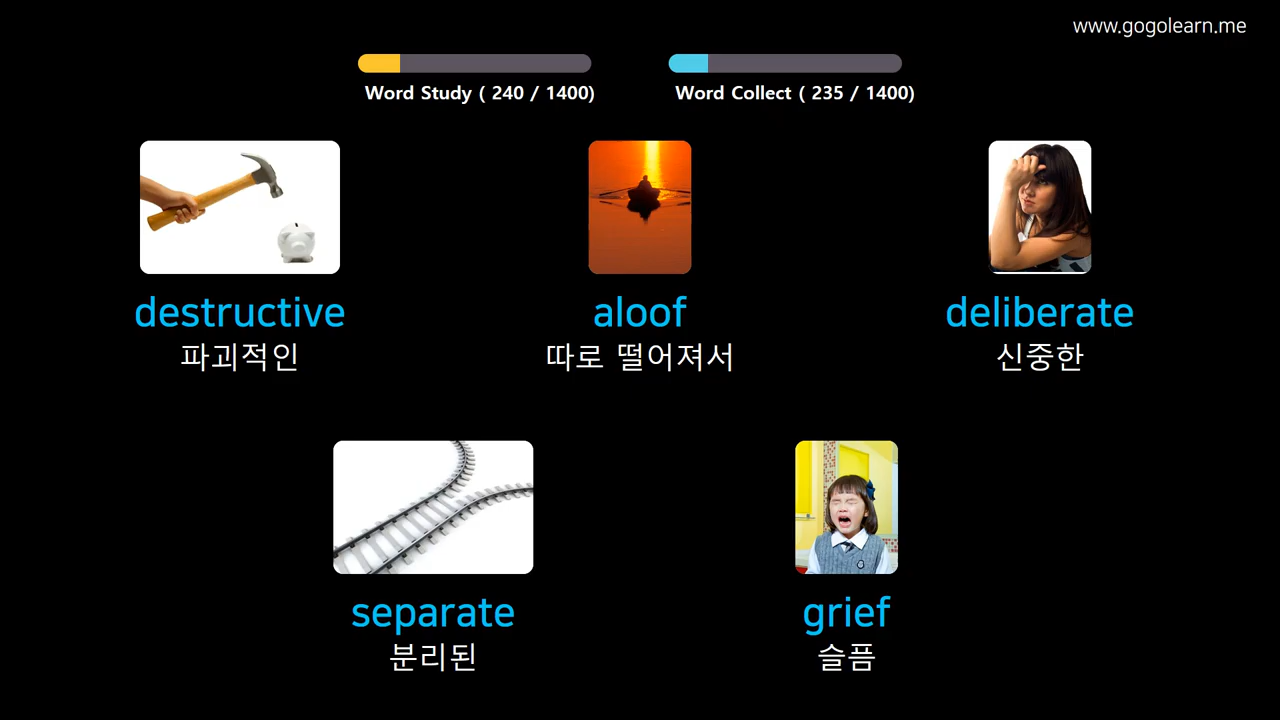 www.gogolearn.me
Word Study ( 240 / 1400)
Word Collect ( 235 / 1400)
destructive
파괴적인
aloof
따로 떨어져서
deliberate
신중한
separate
분리된
grief
슬픔